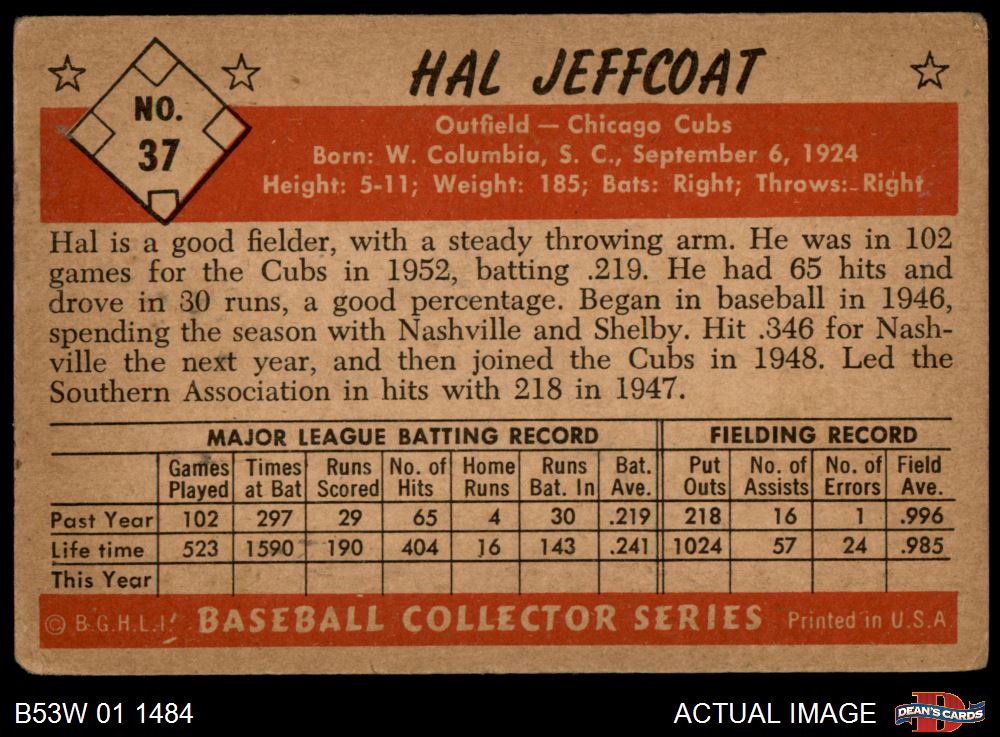 NO.
37
HAL JEFFCOAT
Outfield — Chicago Cubs
Born: W. Columbia, S. C., September 6, 1924
Height: 5-11; Weight: 185; Bats: Right; Throws: Right
Hal is a good fielder, with a steady throwing arm. He was in 102
games for the Cubs in 1952, batting .219. He had 65 hits and
drove in 30 runs, a good percentage. Began in baseball in 1946,
spending the season with Nashville and Shelby. Hit .346 for Nash-
ville the next year, and then joined the Cubs in 1948. Led the
Southern Association in hits with 218 in 1947.
MAJOR LEAGUE BATTING RECORD FIELDING RECORD
Games Times Runs No. of Home Runs Bat. Put No. of No. of Field
Played at Bat Scored Hits Runs Bat. In Ave. Outs Assists Errors Ave.
Past Year 102 297 29 65 4 30 .219 218 16 1 .996
Life time 523 1590 190 404 16 143 .241 1024 57 24 .985
This Year
© B.G.H.L.I. BASEBALL COLLECTOR SERIES Printed in U.S.A.
B53W 01 1484 ACTUAL IMAGE DEAN'S CARDS